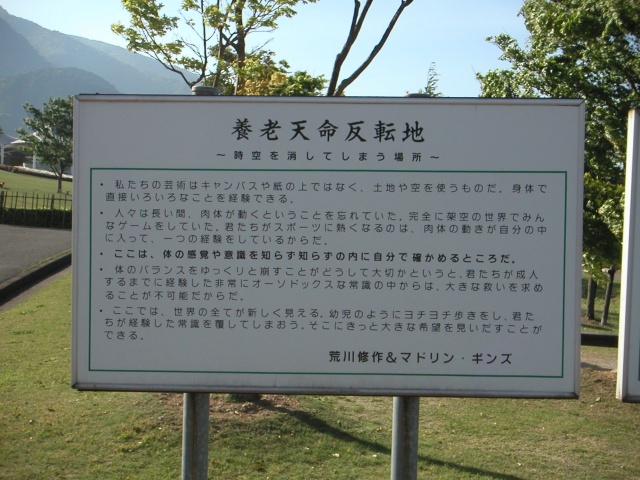 養老天命反転地
～時空を消してしまう場所～
・私たちの芸術はキャンバスや紙の上ではなく、土地や空を使うものだ。身体で
直接いろいろなことを経験できる。
・人々は長い間、肉体が動くということを忘れていた。完全に架空の世界でみん
なゲームをしていた。君たちがスポーツに熱くなるのは、肉体の動きが自分の中
に入って、一つの経験をしているからだ。
・ここは、体の感覚や意識を知らず知らずの内に自分で確かめるところだ。
・体のバランスをゆっくりと崩すことがどうして大切かというと、君たちが成人
するまでに経験した非常にオーソドックスな常識の中からは、大きな救いを求め
ることが不可能だからだ。
・ここでは、世界の全てが新しく見える。幼児のようにヨチヨチ歩きをし、君た
ちが経験した常識を覆してしまおう。そこにきっと大きな希望を見いだすことが
できる。
荒川修作＆マドリン・ギンズ